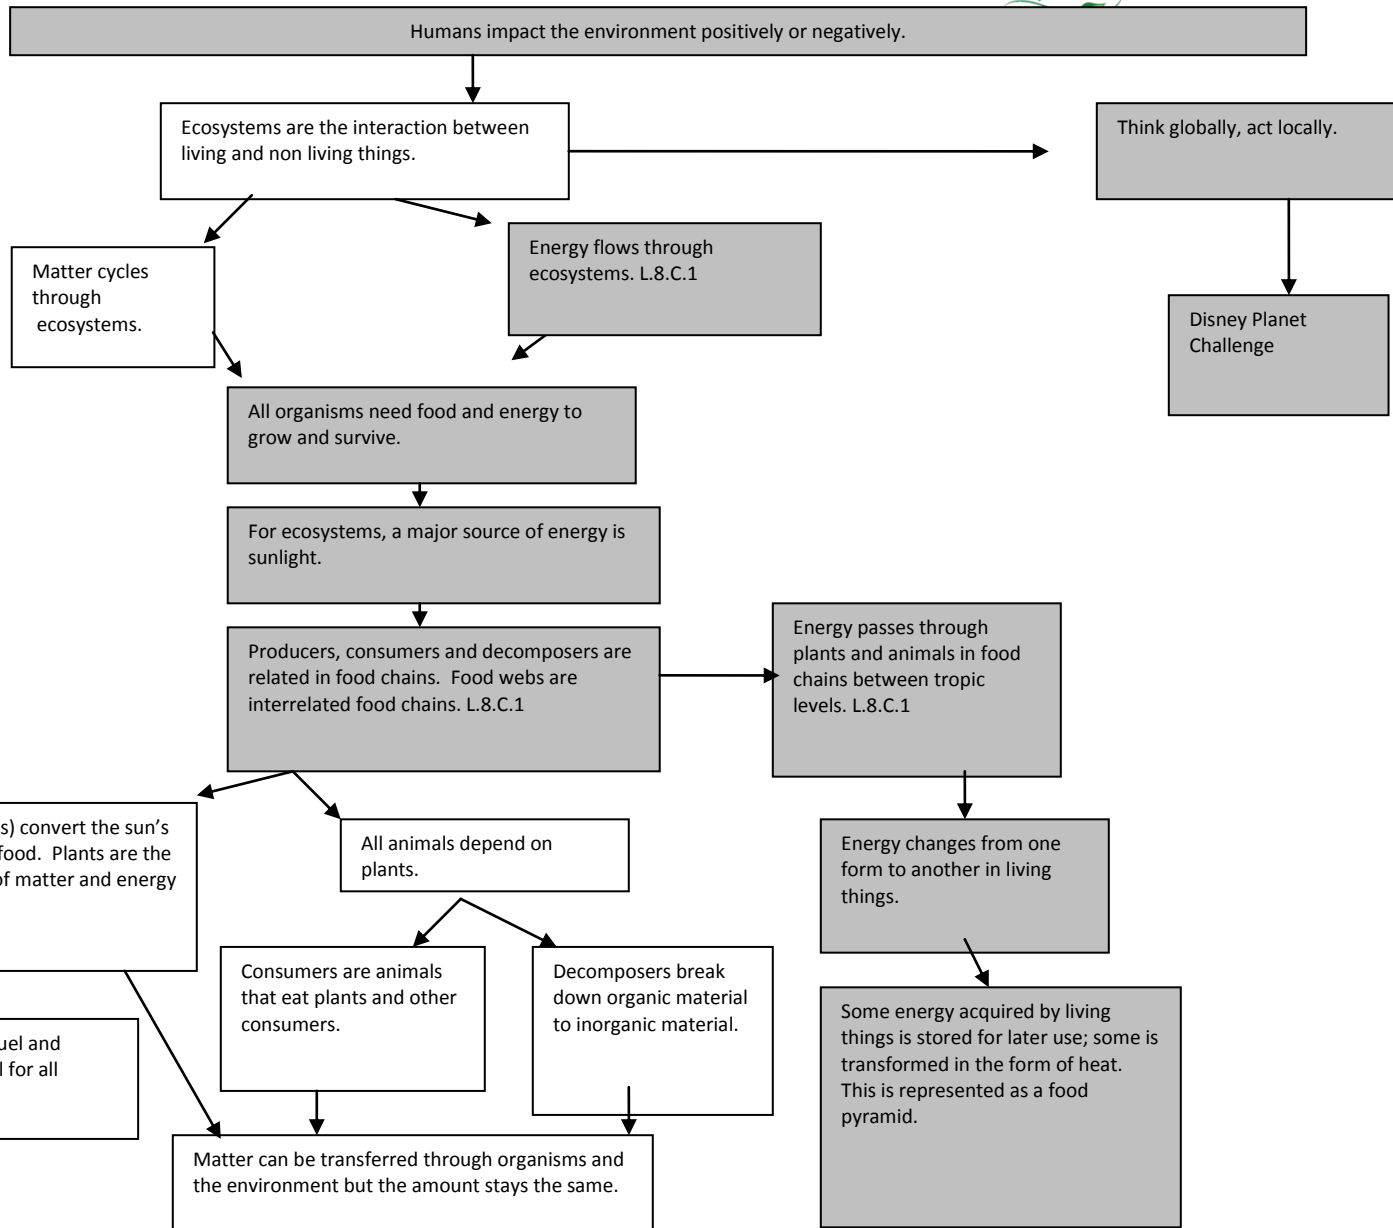 Humans impact the environment positively or negatively.
Ecosystems are the interaction between
living and non living things.
Think globally, act locally.
Matter cycles
through
ecosystems.
Energy flows through
ecosystems. L.8.C.1
Disney Planet
Challenge
All organisms need food and energy to
grow and survive.
For ecosystems, a major source of energy is
sunlight.
Producers, consumers and decomposers are
related in food chains.  Food webs are
interrelated food chains. L.8.C.1
Energy passes through
plants and animals in food
chains between tropic
levels. L.8.C.1
s) convert the sun’s
food.  Plants are the
of matter and energy
All animals depend on
plants.
Energy changes from one
form to another in living
things.
Consumers are animals
that eat plants and other
consumers.
Decomposers break
down organic material
to inorganic material.
Some energy acquired by living
things is stored for later use; some is
transformed in the form of heat.
This is represented as a food
pyramid.
uel and
l for all
Matter can be transferred through organisms and
the environment but the amount stays the same.